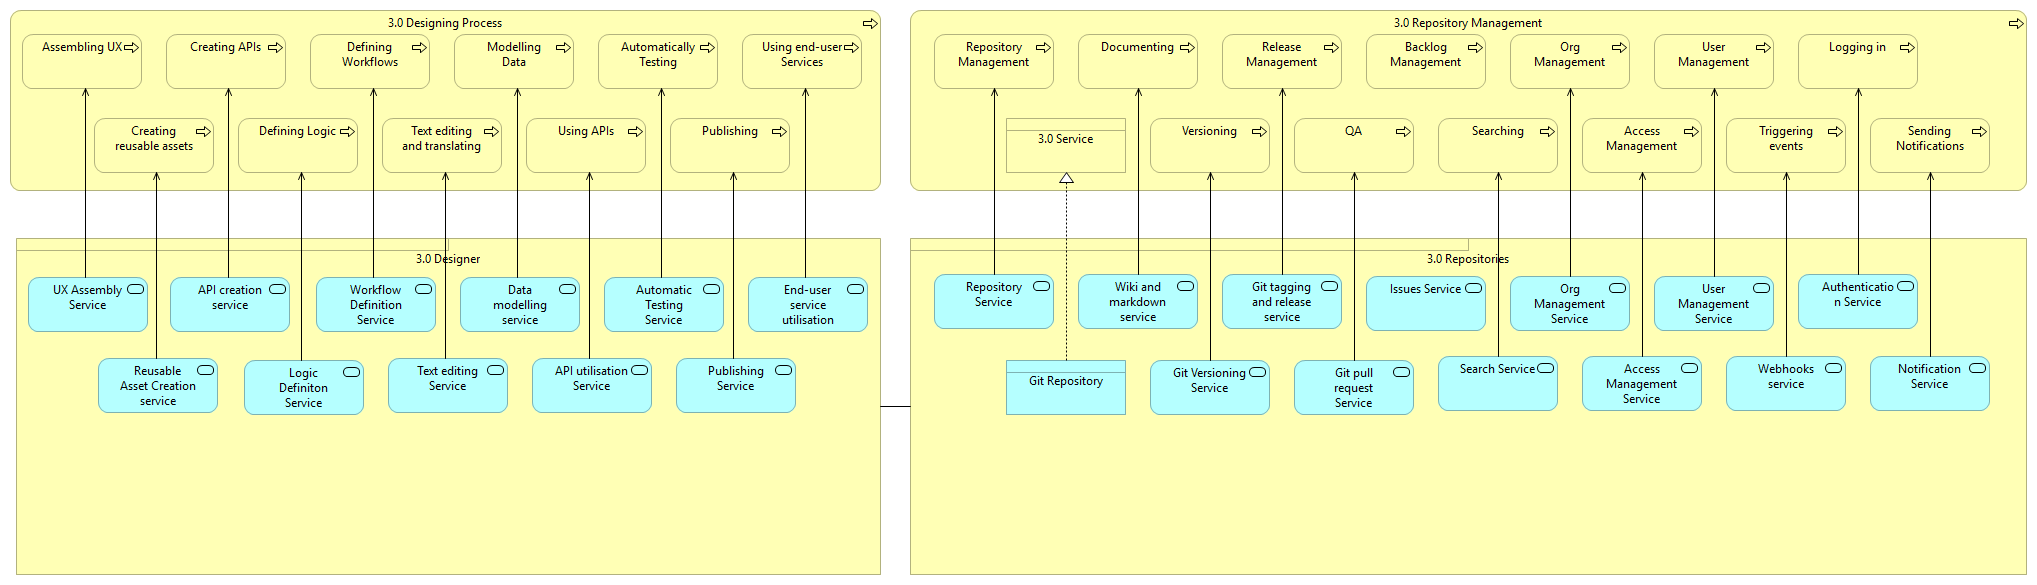 3.0 Designing Process
Assembling UX
Creating APIs
Defining
Workflows
Modelling
Data
Automatically
Testing
Using end-user
Services
Creating
reusable assets
Defining Logic
Text editing
and translating
Using APIs
Publishing
3.0 Repository Management
Repository
Management
Documenting
Release
Management
Backlog
Management
Org
Management
User
Management
Logging in
3.0 Service
Versioning
QA
Searching
Access
Management
Triggering
events
Sending
Notifications
3.0 Designer
UX Assembly
Service
API creation
service
Workflow
Definition
Service
Data
modelling
service
Automatic
Testing
Service
End-user
service
utilisation
Reusable
Asset Creation
service
Logic
Definiton
Service
Text editing
Service
API utilisation
Service
Publishing
Service
3.0 Repositories
Repository
Service
Wiki and
markdown
service
Git tagging
and release
service
Issues Service
Org
Management
Service
User
Management
Service
Authenticatio
n Service
Git Repository
Git Versioning
Service
Git pull
request
Service
Search Service
Access
Management
Service
Webhooks
service
Notification
Service